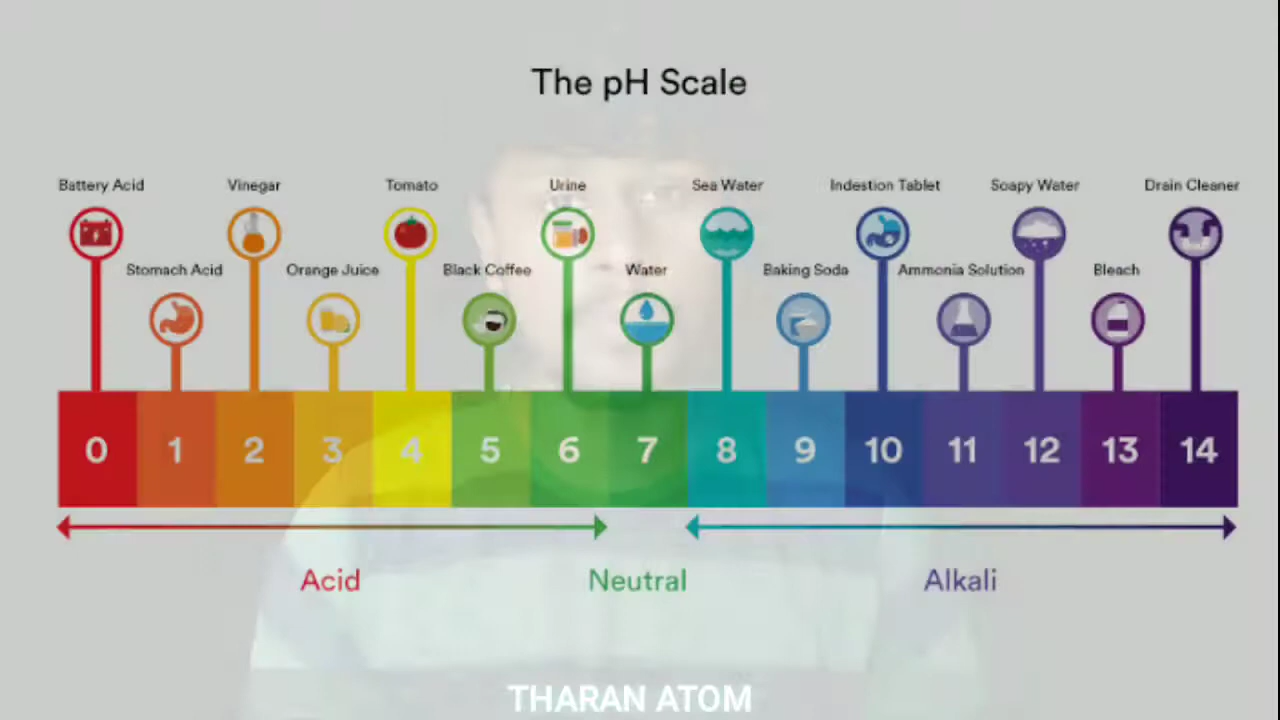 The pH Scale
Battery Acid Vinegar Tomato Urine Sea Water Indestion Tablet Soapy Water Drain Cleaner
Stomach Acid Orange Juice Black Coffee Water Baking Soda Ammonia Solution Bleach
0 1 2 3 4 5 6 7 8 9 10 11 12 13 14
Acid Neutral Alkali
THARAN ATOM